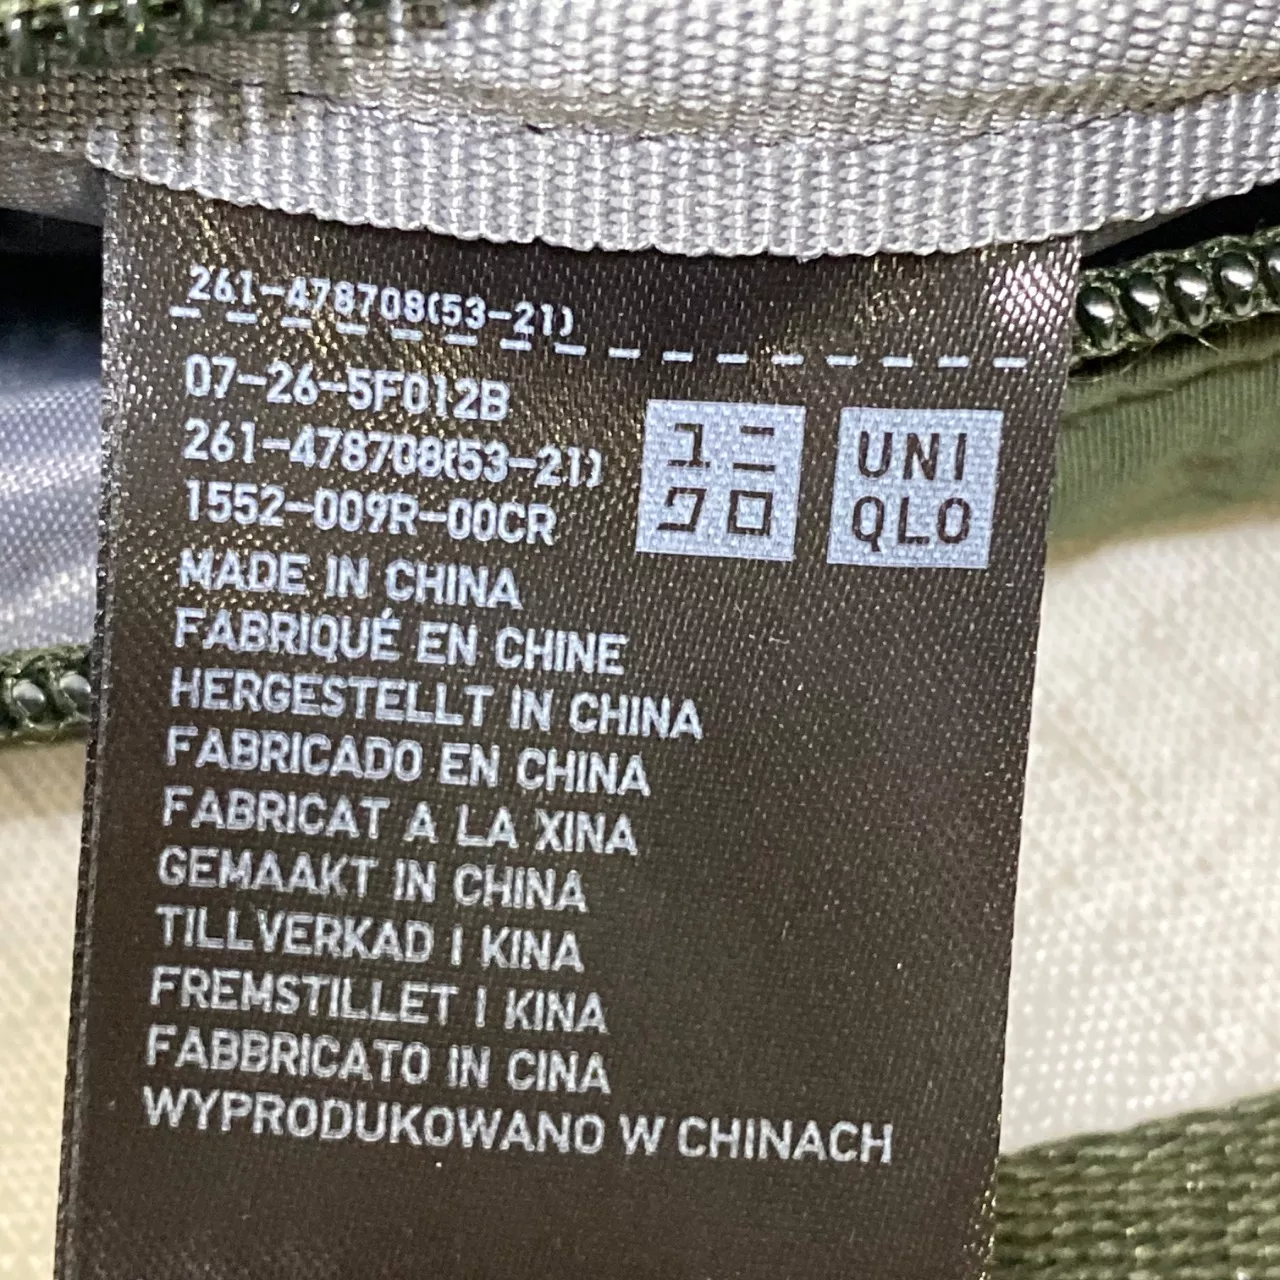 261-478708(53-21)
07-26-5F012B
261-478708(53-21)
1552-009R-00CR
ユニ
クロ
UNI
QLO
MADE IN CHINA
FABRIQUÉ EN CHINE
HERGESTELLT IN CHINA
FABRICADO EN CHINA
FABRICAT A LA XINA
GEMAAKT IN CHINA
TILLVERKAD I KINA
FREMSTILLET I KINA
FABBRICATO IN CINA
WYPRODUKOWANO W CHINACH